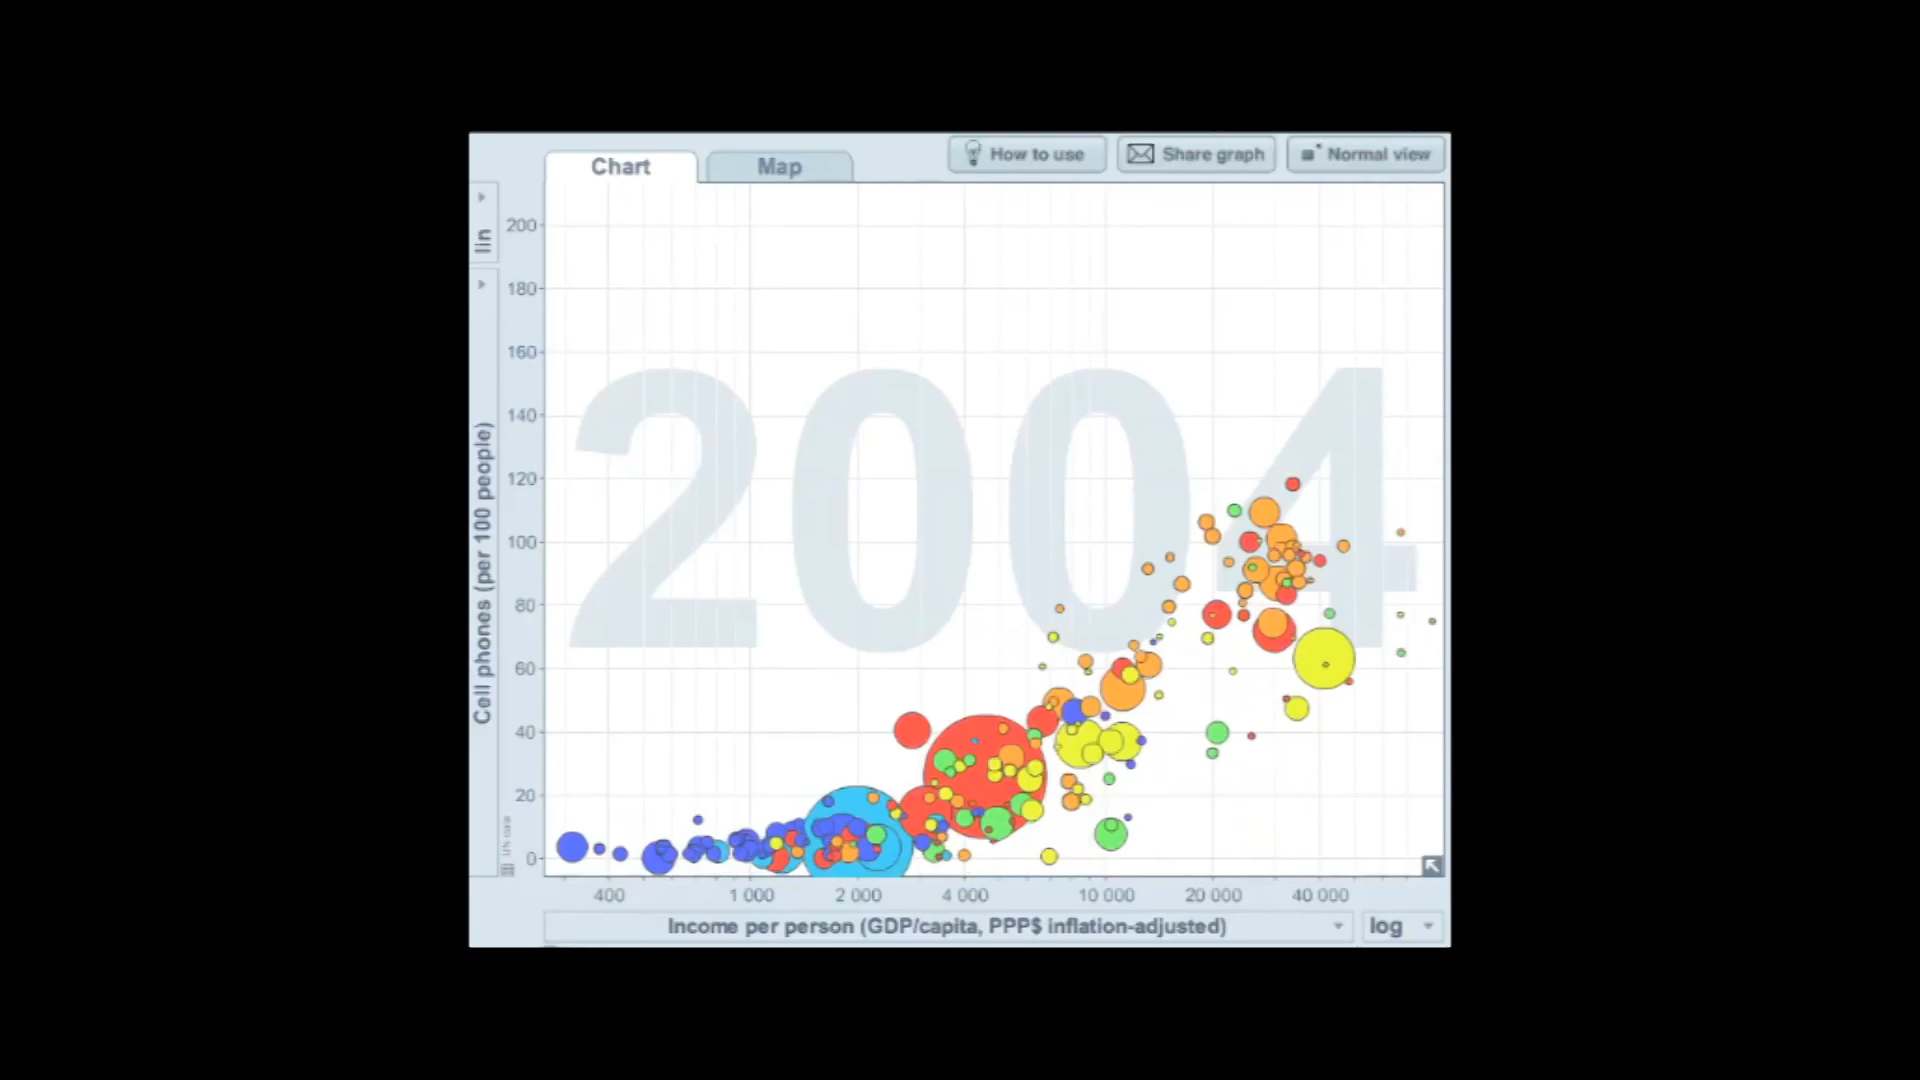 Chart
Map
How to use
Share graph
Normal view
lin
Cell phones (per 100 people)
200
180
160
140
120
100
80
60
40
20
0
2004
400
1 000
2 000
4 000
10 000
20 000
40 000
Income per person (GDP/capita, PPP$ inflation-adjusted)
log